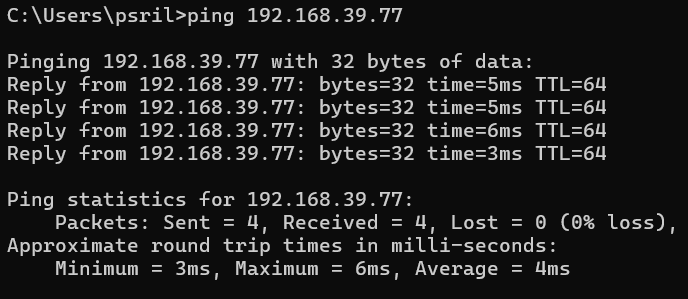 C:\Users\psril>ping 192.168.39.77
Pinging 192.168.39.77 with 32 bytes of data:
Reply from 192.168.39.77: bytes=32 time=5ms TTL=64
Reply from 192.168.39.77: bytes=32 time=5ms TTL=64
Reply from 192.168.39.77: bytes=32 time=6ms TTL=64
Reply from 192.168.39.77: bytes=32 time=3ms TTL=64
Ping statistics for 192.168.39.77:
    Packets: Sent = 4, Received = 4, Lost = 0 (0% loss),
Approximate round trip times in milli-seconds:
    Minimum = 3ms, Maximum = 6ms, Average = 4ms